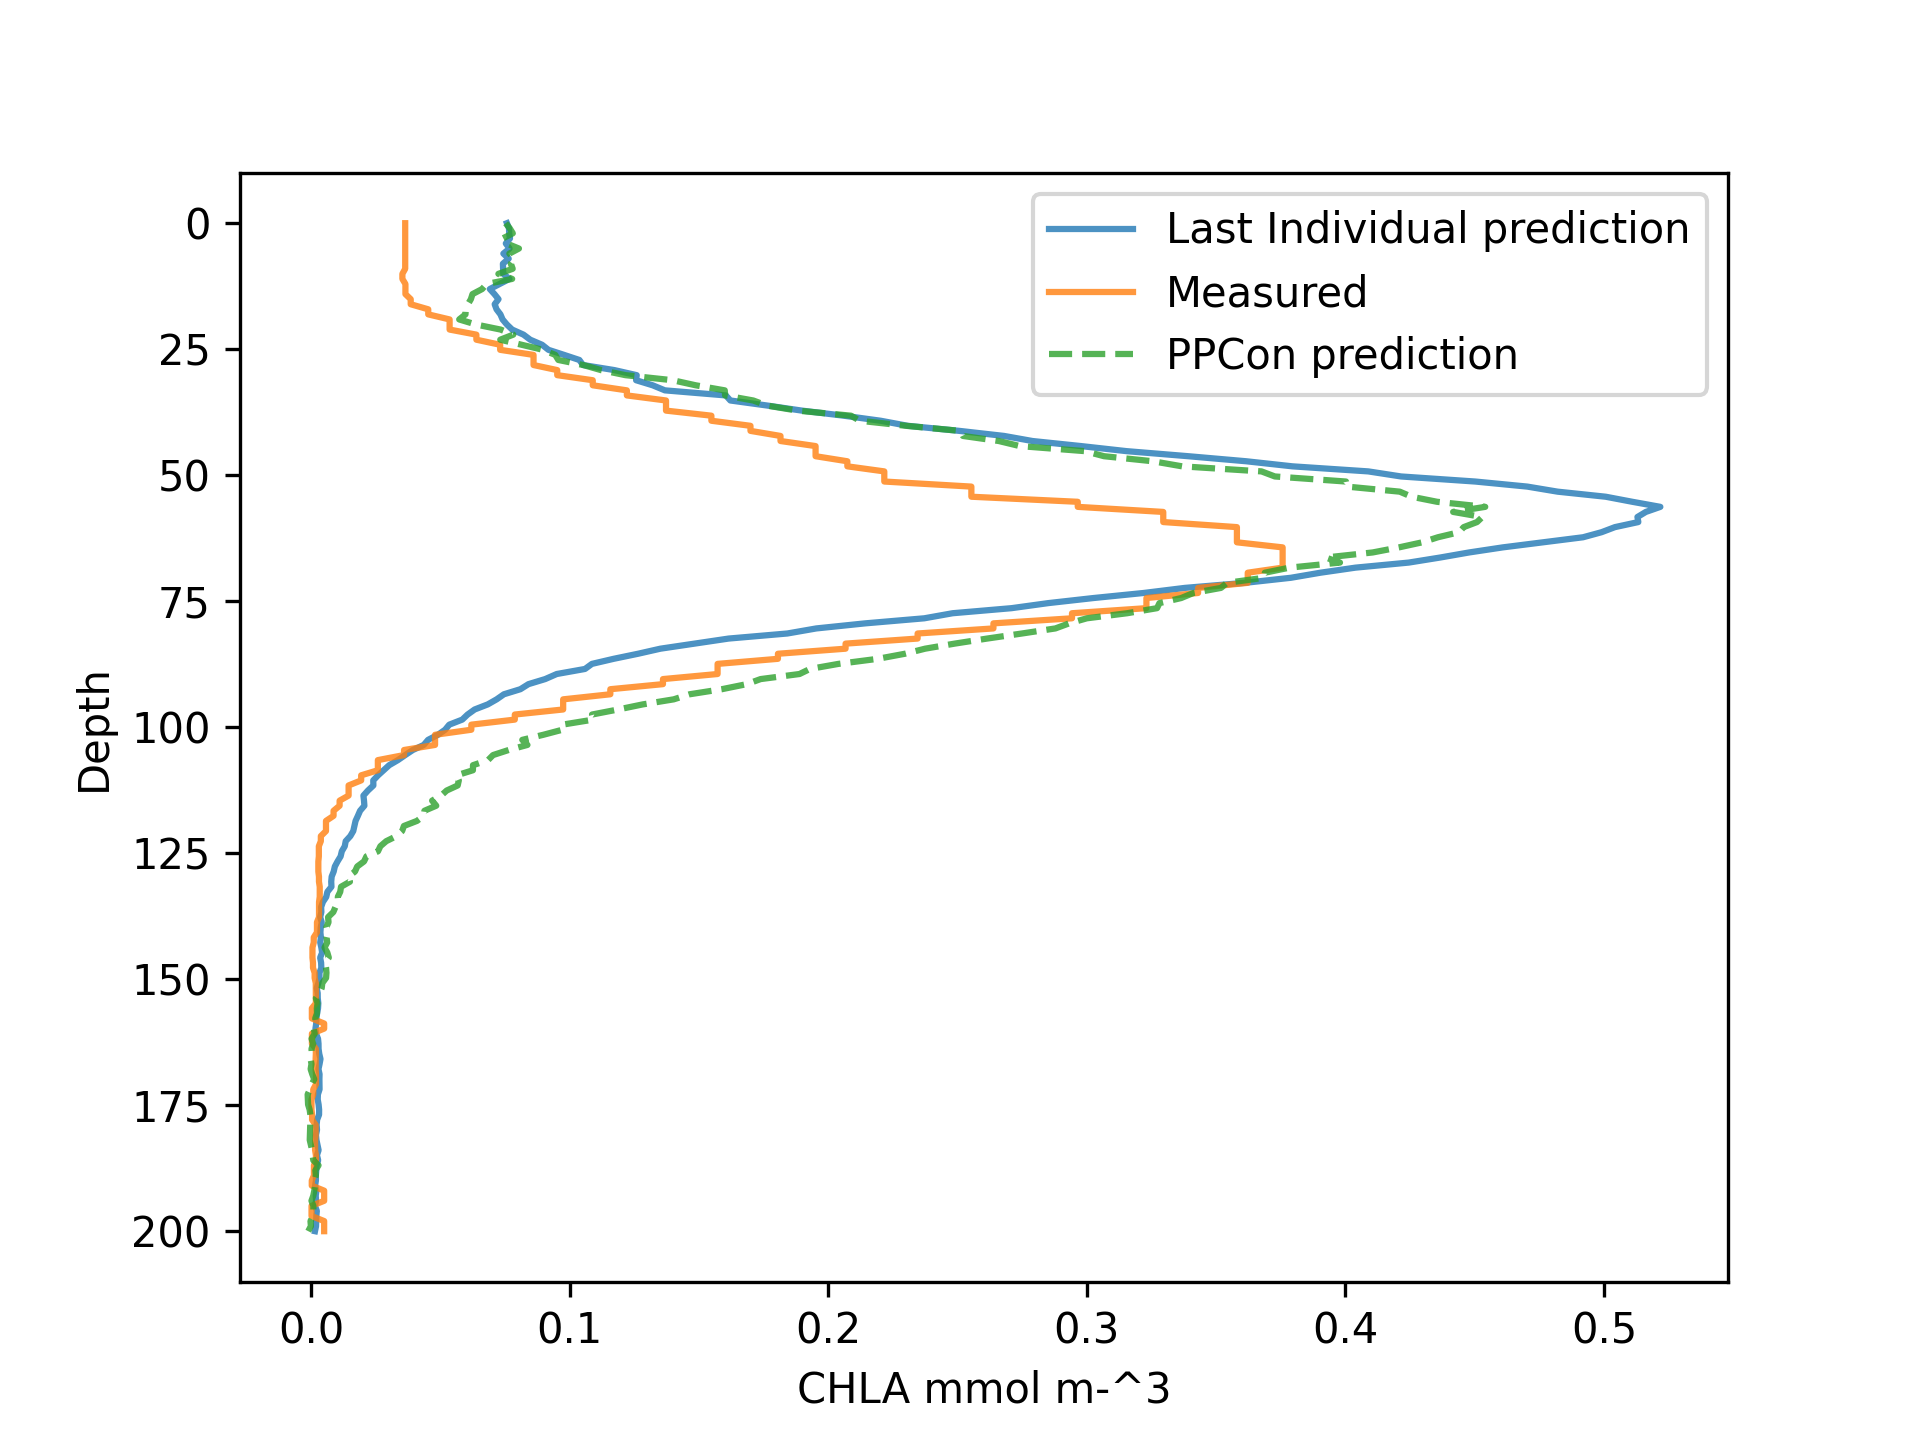 Last Individual prediction
Measured
PPCon prediction
0
25
50
75
100
125
150
175
200
Depth
0.0 0.1 0.2 0.3 0.4 0.5
CHLA mmol m-^3